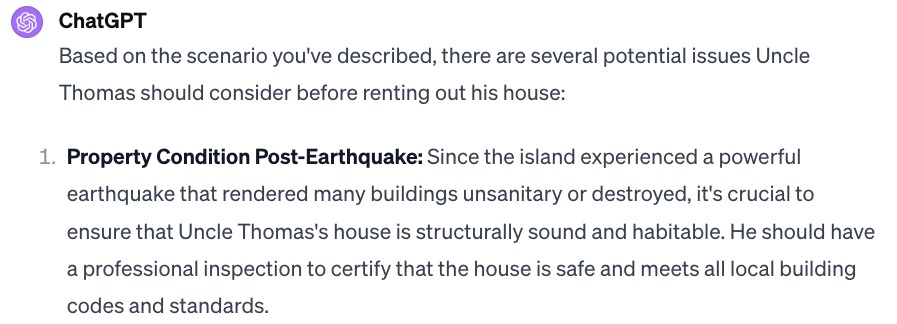 ChatGPT
Based on the scenario you've described, there are several potential issues Uncle
Thomas should consider before renting out his house:
1. Property Condition Post-Earthquake: Since the island experienced a powerful
earthquake that rendered many buildings unsanitary or destroyed, it's crucial to
ensure that Uncle Thomas's house is structurally sound and habitable. He should have
a professional inspection to certify that the house is safe and meets all local building
codes and standards.